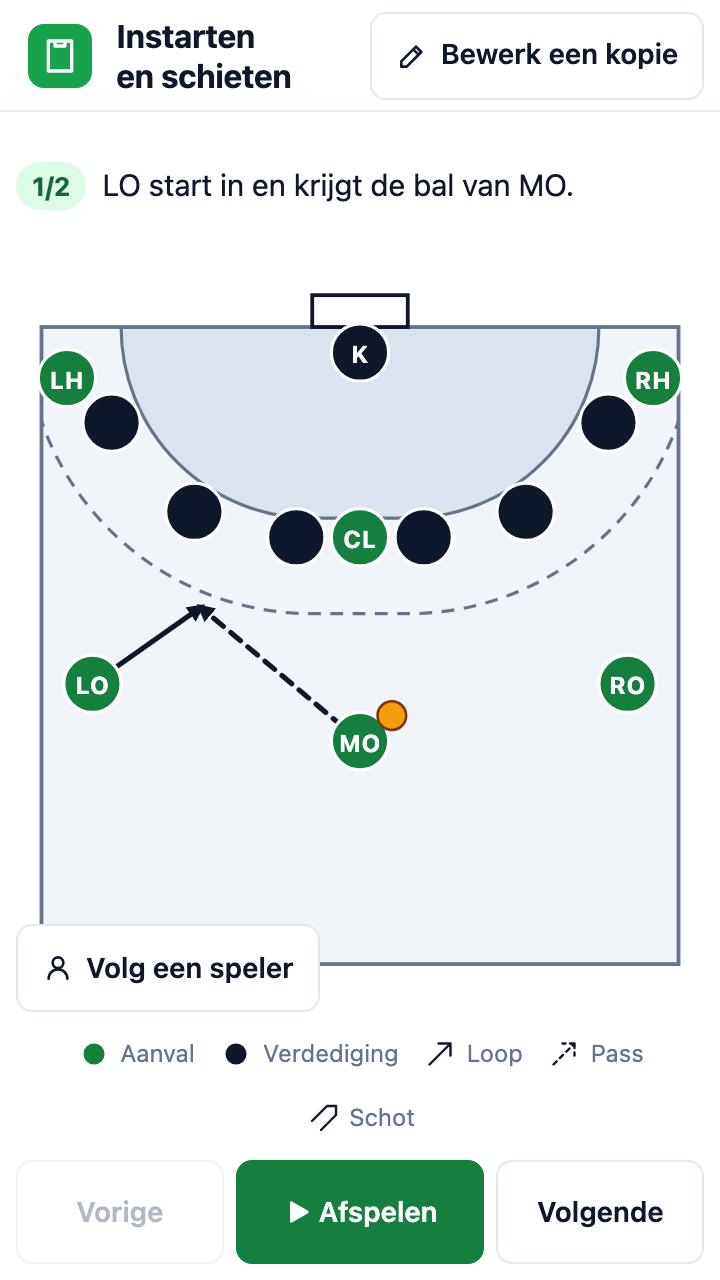 Instarten
en schieten
Bewerk een kopie
1/2 LO start in en krijgt de bal van MO.
K
LH
RH
CL
LO
RO
MO
Volg een speler
Aanval
Verdediging
Loop
Pass
Schot
Vorige
Afspelen
Volgende